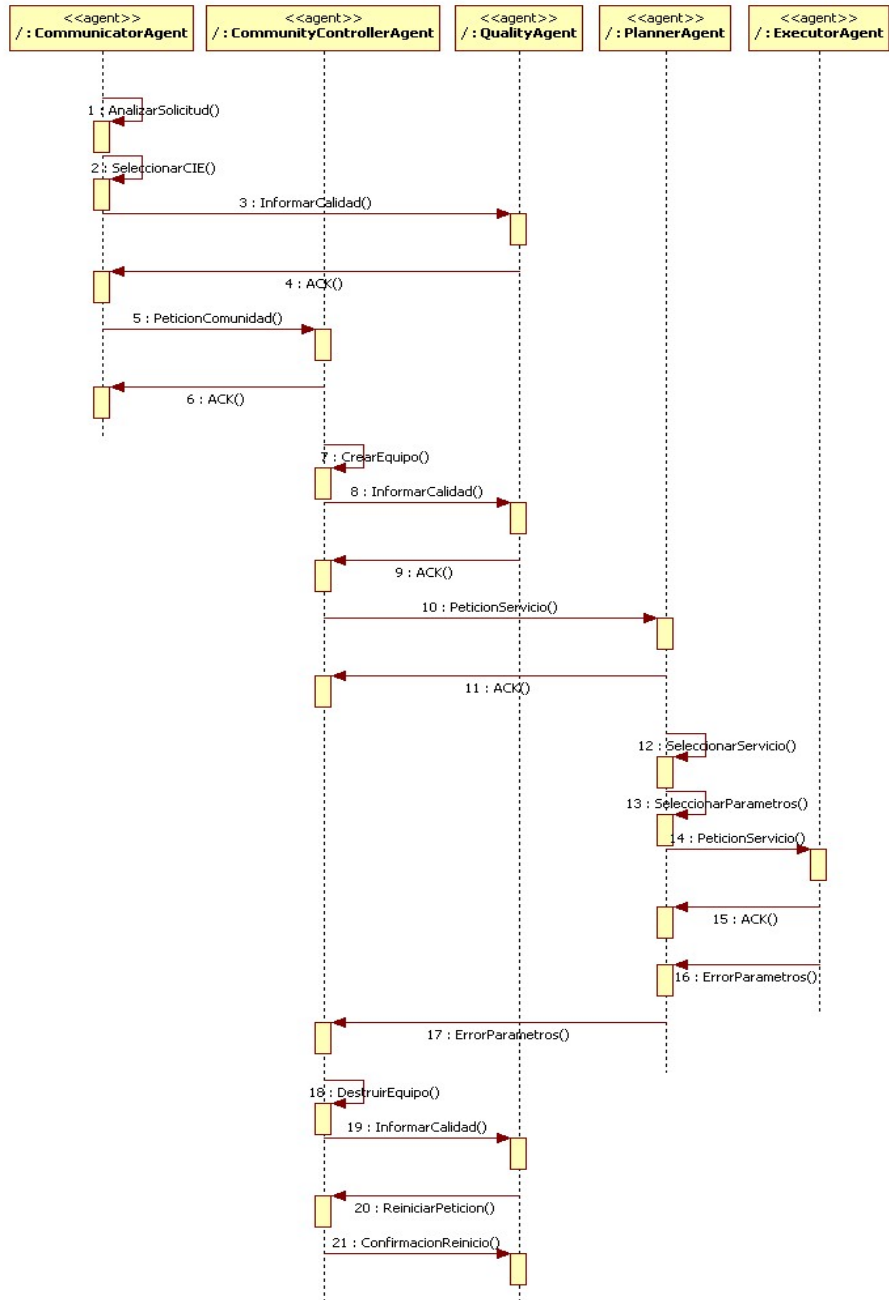 <<agent>>
/ : CommunicatorAgent
<<agent>>
/ : CommunityControllerAgent
<<agent>>
/ : QualityAgent
<<agent>>
/ : PlannerAgent
<<agent>>
/ : ExecutorAgent
1 : AnalizarSolicitud()
2 : SeleccionarCIE()
3 : InformarCalidad()
4 : ACK()
5 : PeticionComunidad()
6 : ACK()
7 : CrearEquipo()
8 : InformarCalidad()
9 : ACK()
10 : PeticionServicio()
11 : ACK()
12 : SeleccionarServicio()
13 : SeleccionarParametros()
14 : PeticionServicio()
15 : ACK()
16 : ErrorParametros()
17 : ErrorParametros()
18 : DestruirEquipo()
19 : InformarCalidad()
20 : ReiniciarPeticion()
21 : ConfirmacionReinicio()